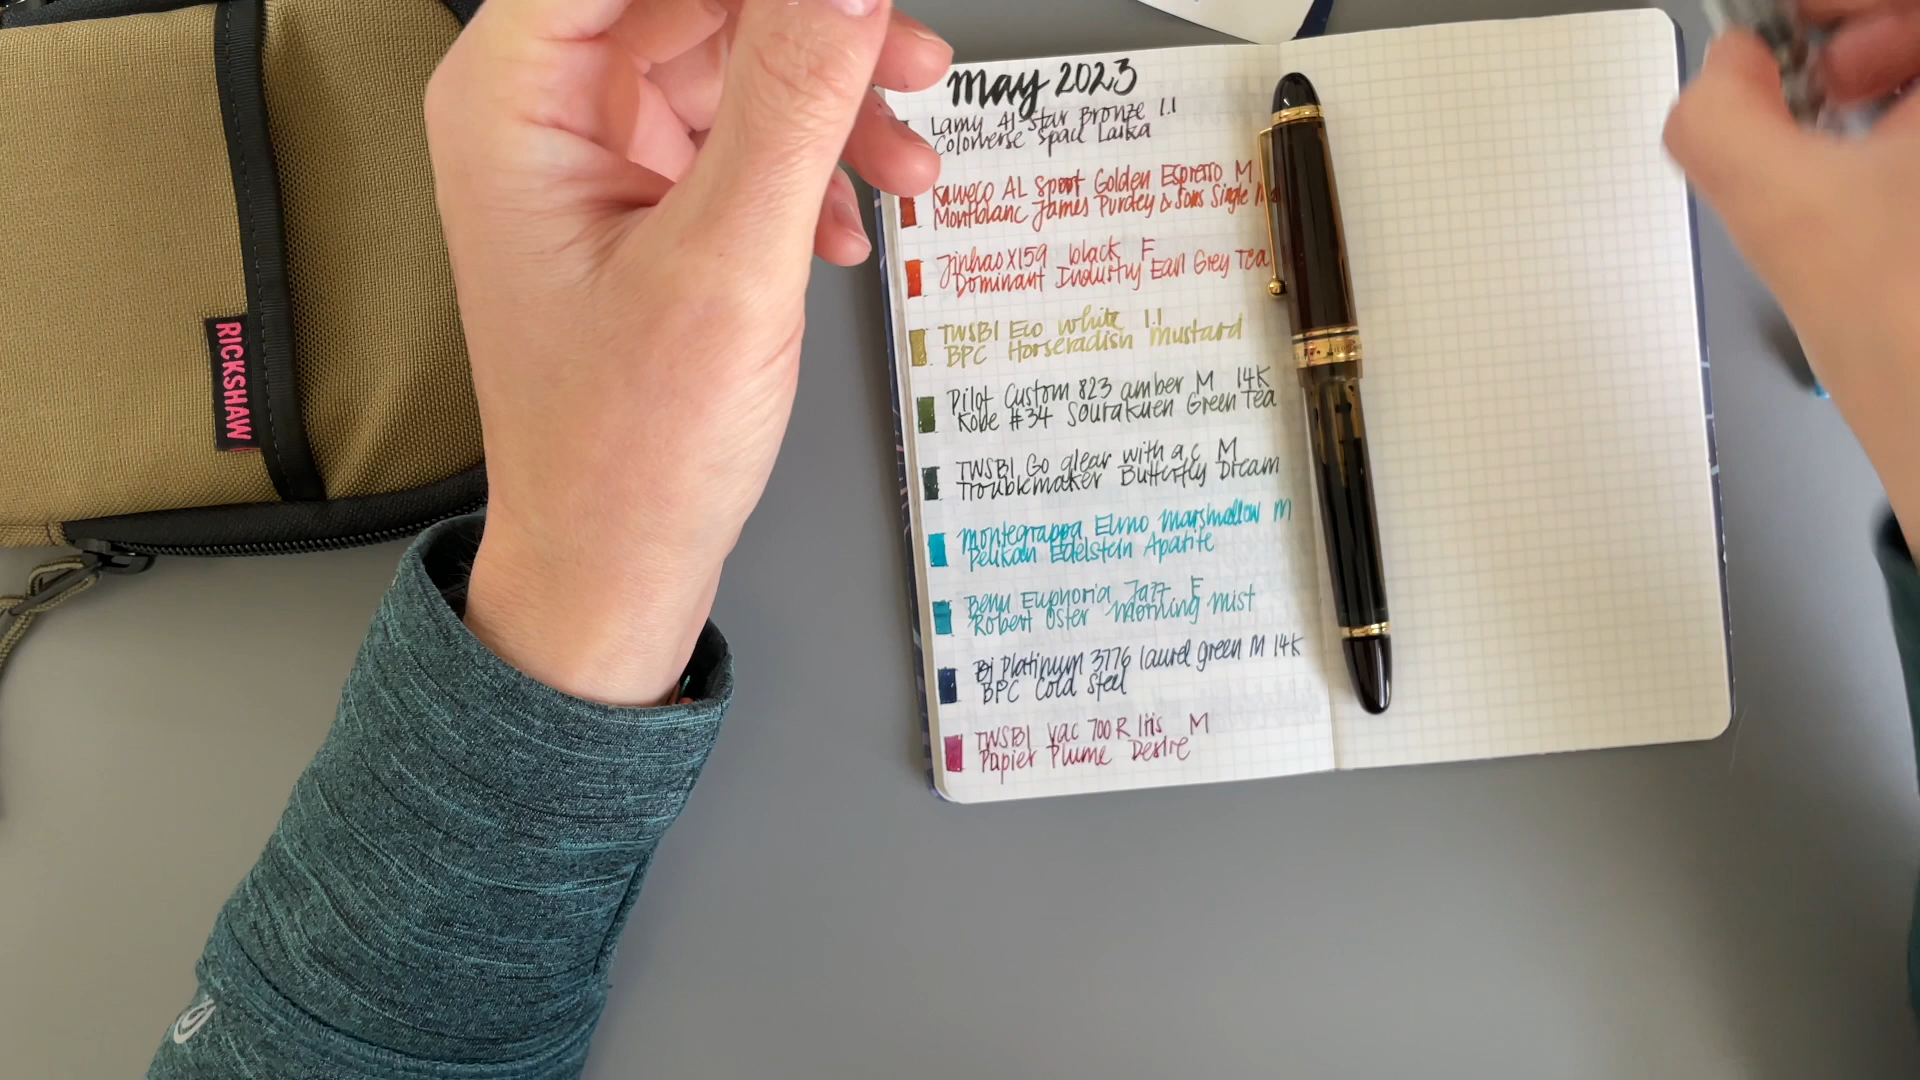 RICKSHAW
May 2023
Lamy Al Star Bronze 1.1
Colorverse Space Laika
Kaweco AL Sport Golden Espresso M
Montblanc James Purdey & Sons Single
Jinhao X159 black F
Dominant Industry Earl Grey Tea
TWSBI Eco white 1.1
BPC Horseradish Mustard
Pilot Custom 823 amber M 14K
Kobe #34 Sourakuen Green Tea
TWSBI Go glear with a.c M
Troublemaker Butterfly Dream
Montegrappa Elmo Marshmallow M
Pelikan Edelstein Apatite
Benu Euphoria Jazz F
Robert Oster Morning Mist
Platinum 3776 laurel green M 14K
BPC Cold Steel
TWSBI Vac 700 R Iris M
Papier Plume Desire